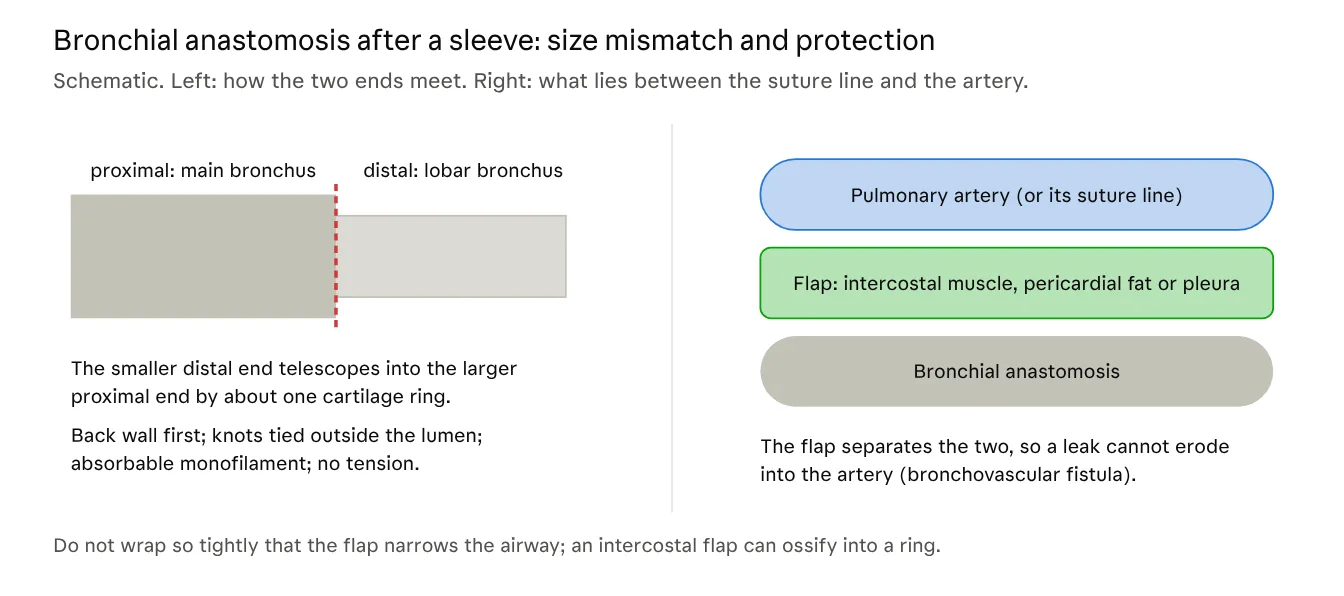 Bronchial anastomosis after a sleeve: size mismatch and protection
Schematic. Left: how the two ends meet. Right: what lies between the suture line and the artery.
proximal: main bronchus
distal: lobar bronchus
The smaller distal end telescopes into the larger
proximal end by about one cartilage ring.
Back wall first; knots tied outside the lumen;
absorbable monofilament; no tension.
Pulmonary artery (or its suture line)
Flap: intercostal muscle, pericardial fat or pleura
Bronchial anastomosis
The flap separates the two, so a leak cannot erode
into the artery (bronchovascular fistula).
Do not wrap so tightly that the flap narrows the airway; an intercostal flap can ossify into a ring.